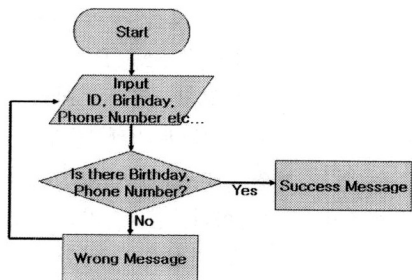 Start
Input
ID, Birthday,
Phone Number etc...
Is there Birthday,
Phone Number?
Yes
Success Message
No
Wrong Message